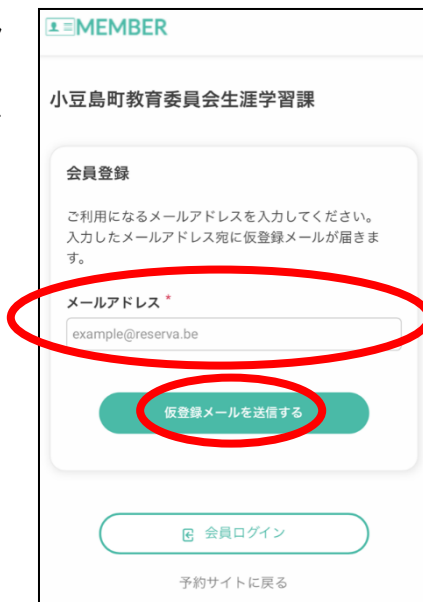 MEMBER
小豆島町教育委員会生涯学習課
会員登録
ご利用になるメールアドレスを入力してください。
入力したメールアドレス宛に仮登録メールが届きま
す。
メールアドレス *
example@reserva.be
仮登録メールを送信する
会員ログイン
予約サイトに戻る